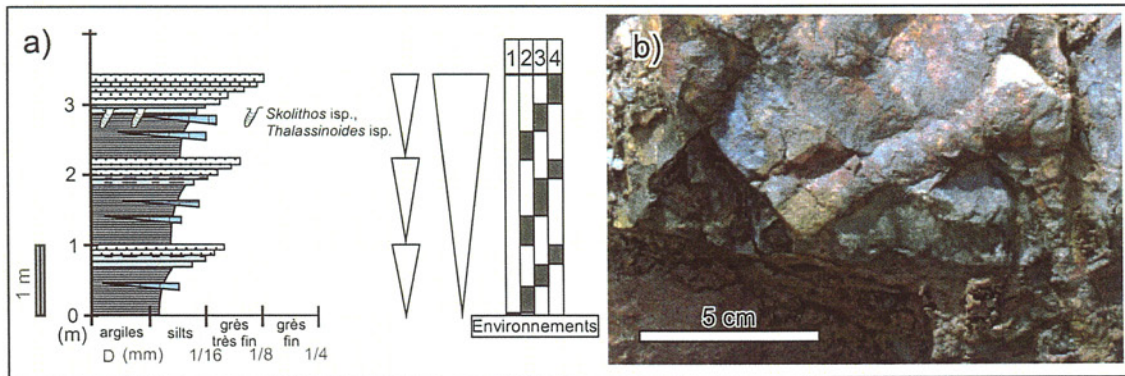 a)
4
3
2
1
0
(m)
1 m
Skolithos isp.,
Thalassinoides isp.
argiles
silts
grès
très fin
grès
fin
D (mm) 1/16 1/8 1/4
1 2 3 4
Environnements
b)
5 cm